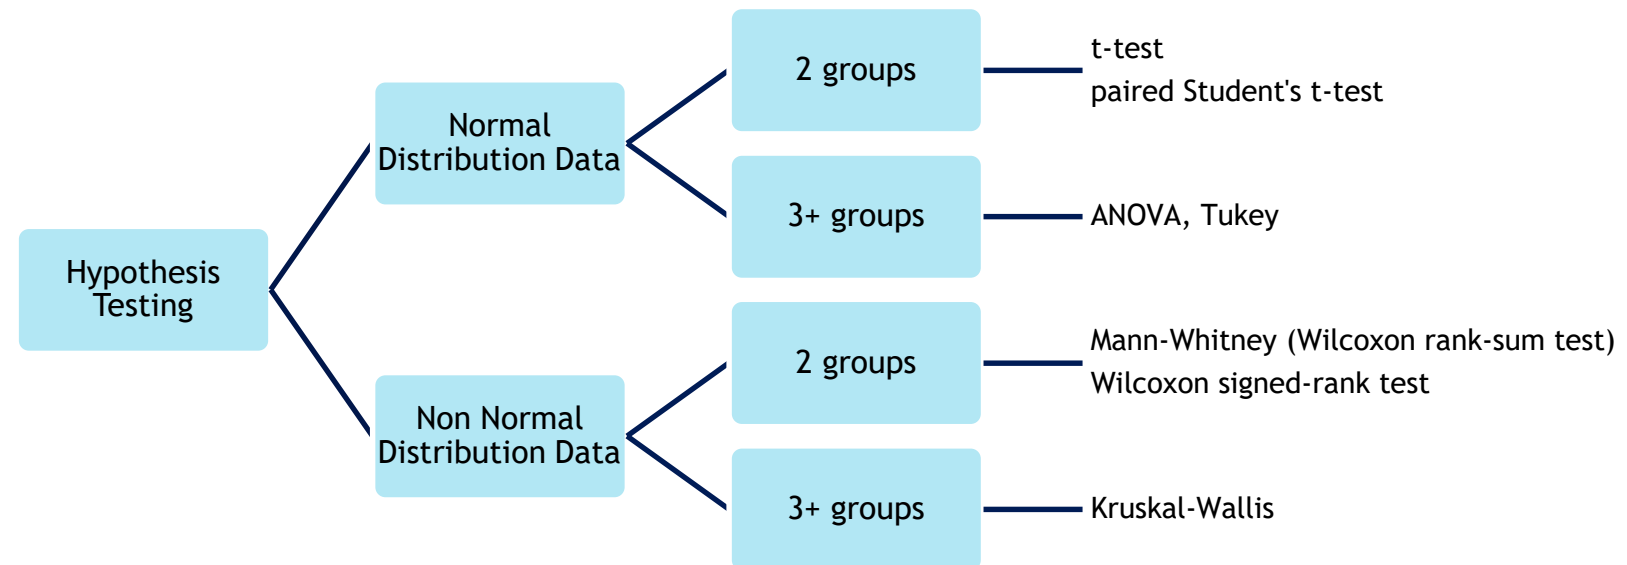 Hypothesis
Testing
Normal
Distribution Data
2 groups
t-test
paired Student's t-test
3+ groups
ANOVA, Tukey
Non Normal
Distribution Data
2 groups
Mann-Whitney (Wilcoxon rank-sum test)
Wilcoxon signed-rank test
3+ groups
Kruskal-Wallis